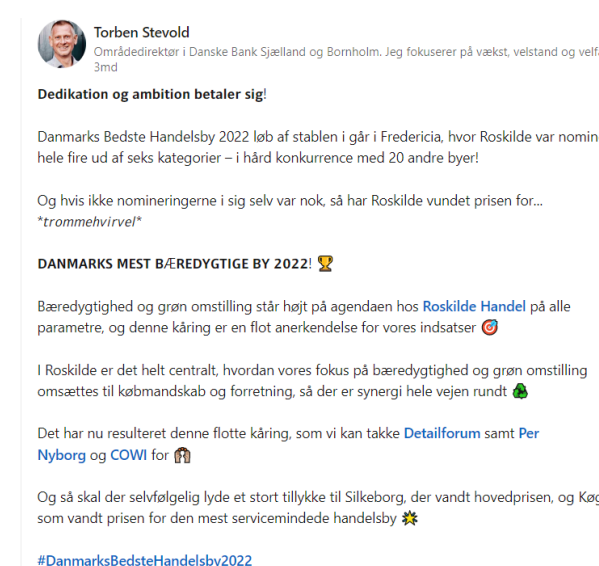 Torben Stevold
Områdedirektør i Danske Bank Sjælland og Bornholm. Jeg fokuserer på vækst, velstand og
3md
Dedikation og ambition betaler sig!
Danmarks Bedste Handelsby 2022 løb af stablen i går i Fredericia, hvor Roskilde var
hele fire ud af seks kategorier – i hård konkurrence med 20 andre byer!
Og hvis ikke nomineringerne i sig selv var nok, så har Roskilde vundet prisen for...
*trommehvirvel*
DANMARKS MEST BÆREDYGTIGE BY 2022! 🏆
Bæredygtighed og grøn omstilling står højt på agendaen hos Roskilde Handel på alle
parametre, og denne kåring er en flot anerkendelse for vores indsatser 🎯
I Roskilde er det helt centralt, hvordan vores fokus på bæredygtighed og grøn omstilling
omsættes til købmandskab og forretning, så der er synergi hele vejen rundt ♻
Det har nu resulteret denne flotte kåring, som vi kan takke Detailforum samt Per
Nyborg og COWI for 🙌
Og så skal der selvfølgelig lyde et stort tillykke til Silkeborg, der vandt hovedprisen, og
som vandt prisen for den mest servicemindede handelsby 🌟
#DanmarksBedsteHandelsby2022